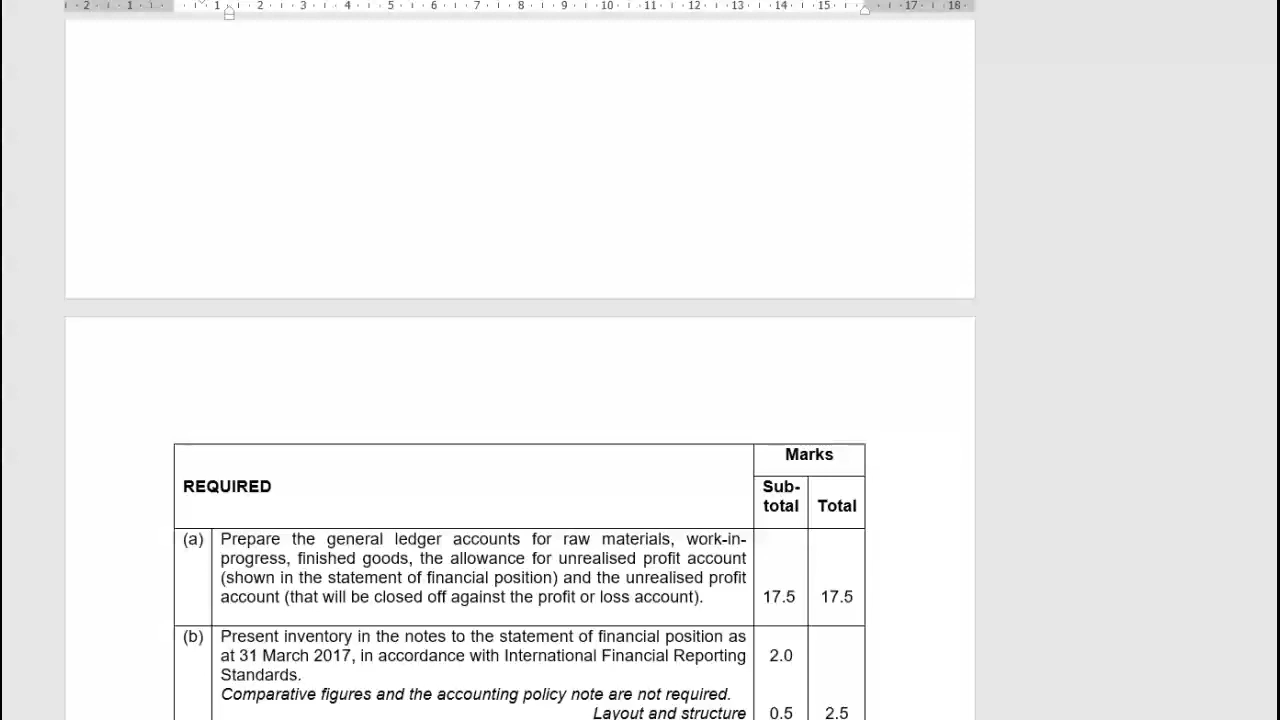 2 1 1 2 3 4 5 6 7 8 9 10 11 12 13 14 15 17 18
Marks
REQUIRED
Sub-
total Total
(a) Prepare the general ledger accounts for raw materials, work-in-
progress, finished goods, the allowance for unrealised profit account
(shown in the statement of financial position) and the unrealised profit
account (that will be closed off against the profit or loss account). 17.5 17.5
(b) Present inventory in the notes to the statement of financial position as
at 31 March 2017, in accordance with International Financial Reporting 2.0
Standards.
Comparative figures and the accounting policy note are not required.
Layout and structure 0.5 2.5